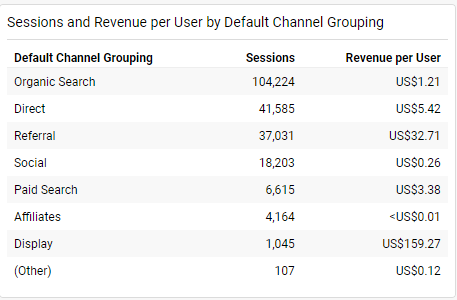 Sessions and Revenue per User by Default Channel Grouping
Default Channel Grouping Sessions Revenue per User
Organic Search 104,224 US$1.21
Direct 41,585 US$5.42
Referral 37,031 US$32.71
Social 18,203 US$0.26
Paid Search 6,615 US$3.38
Affiliates 4,164 <US$0.01
Display 1,045 US$159.27
(Other) 107 US$0.12